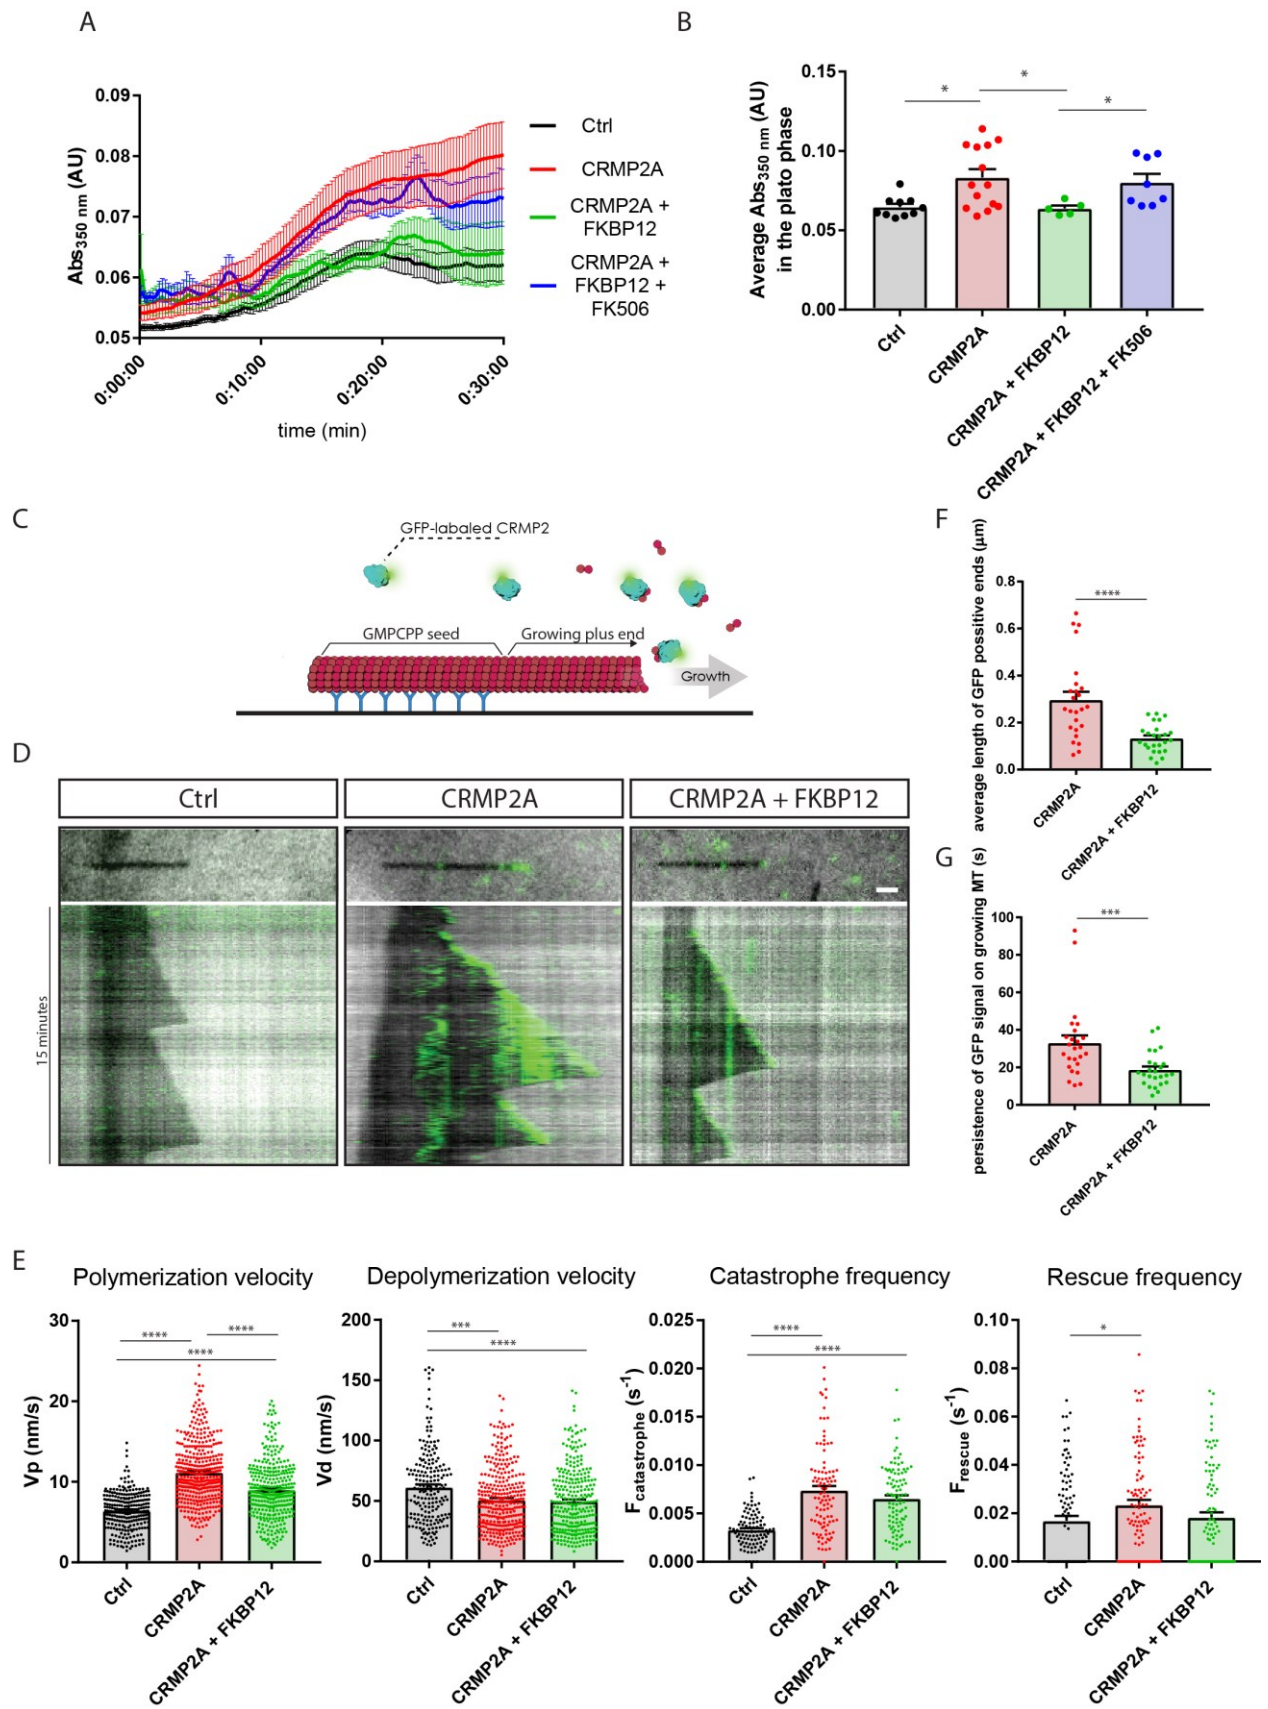 A
0.09
0.08
0.07
0.06
0.05
Abs350 nm (AU)
0:00:00
0:10:00
0:20:00
0:30:00
time (min)
Ctrl
CRMP2A
CRMP2A +
FKBP12
CRMP2A +
FKBP12 +
FK506
B
Average Abs350 nm (AU)
in the plato phase
0.15
0.10
0.05
0.00
*
*
*
Ctrl
CRMP2A
CRMP2A + FKBP12
CRMP2A + FKBP12 + FK506
C
GFP-labaled CRMP2
GMPCPP seed
Growing plus end
Growth
D
Ctrl
CRMP2A
CRMP2A + FKBP12
15 minutes
F
average length of GFP possitive ends (μm)
0.8
0.6
0.4
0.2
0.0
****
CRMP2A
CRMP2A + FKBP12
G
persistence of GFP signal on growing MT (s)
100
80
60
40
20
0
***
CRMP2A
CRMP2A + FKBP12
E
Polymerization velocity
Vp (nm/s)
30
20
10
0
****
****
****
Ctrl
CRMP2A
CRMP2A + FKBP12
Depolymerization velocity
Vd (nm/s)
200
150
100
50
0
***
****
Ctrl
CRMP2A
CRMP2A + FKBP12
Catastrophe frequency
Fcatastrophe (s-1)
0.025
0.020
0.015
0.010
0.005
0.000
****
****
Ctrl
CRMP2A
CRMP2A + FKBP12
Rescue frequency
Frescue (s-1)
0.10
0.08
0.06
0.04
0.02
0.00
*
Ctrl
CRMP2A
CRMP2A + FKBP12